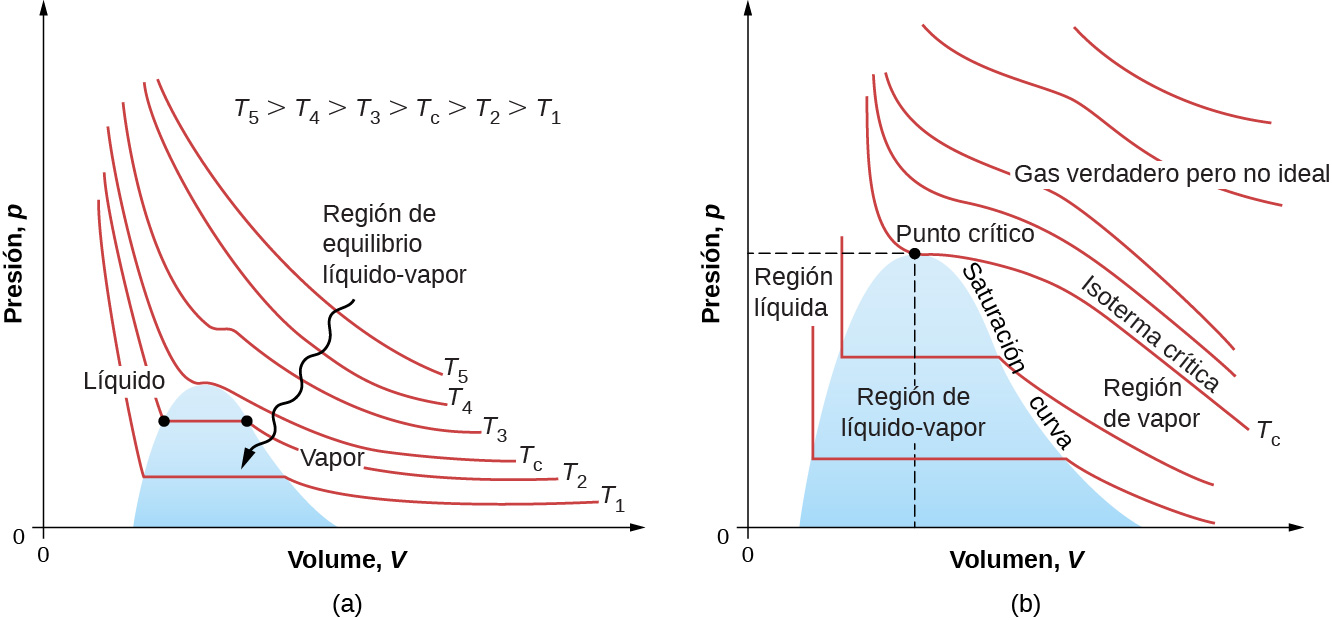 Presión, p
T5 > T4 > T3 > Tc > T2 > T1
Región de
equilibrio
líquido-vapor
Líquido
Vapor
T5
T4
T3
Tc
T2
T1
0
0
Volume, V
(a)
Presión, p
Gas verdadero pero no ideal
Punto crítico
Región
líquida
Saturación
curva
Isoterma crítica
Región
de vapor
Región de
líquido-vapor
Tc
0
0
Volumen, V
(b)